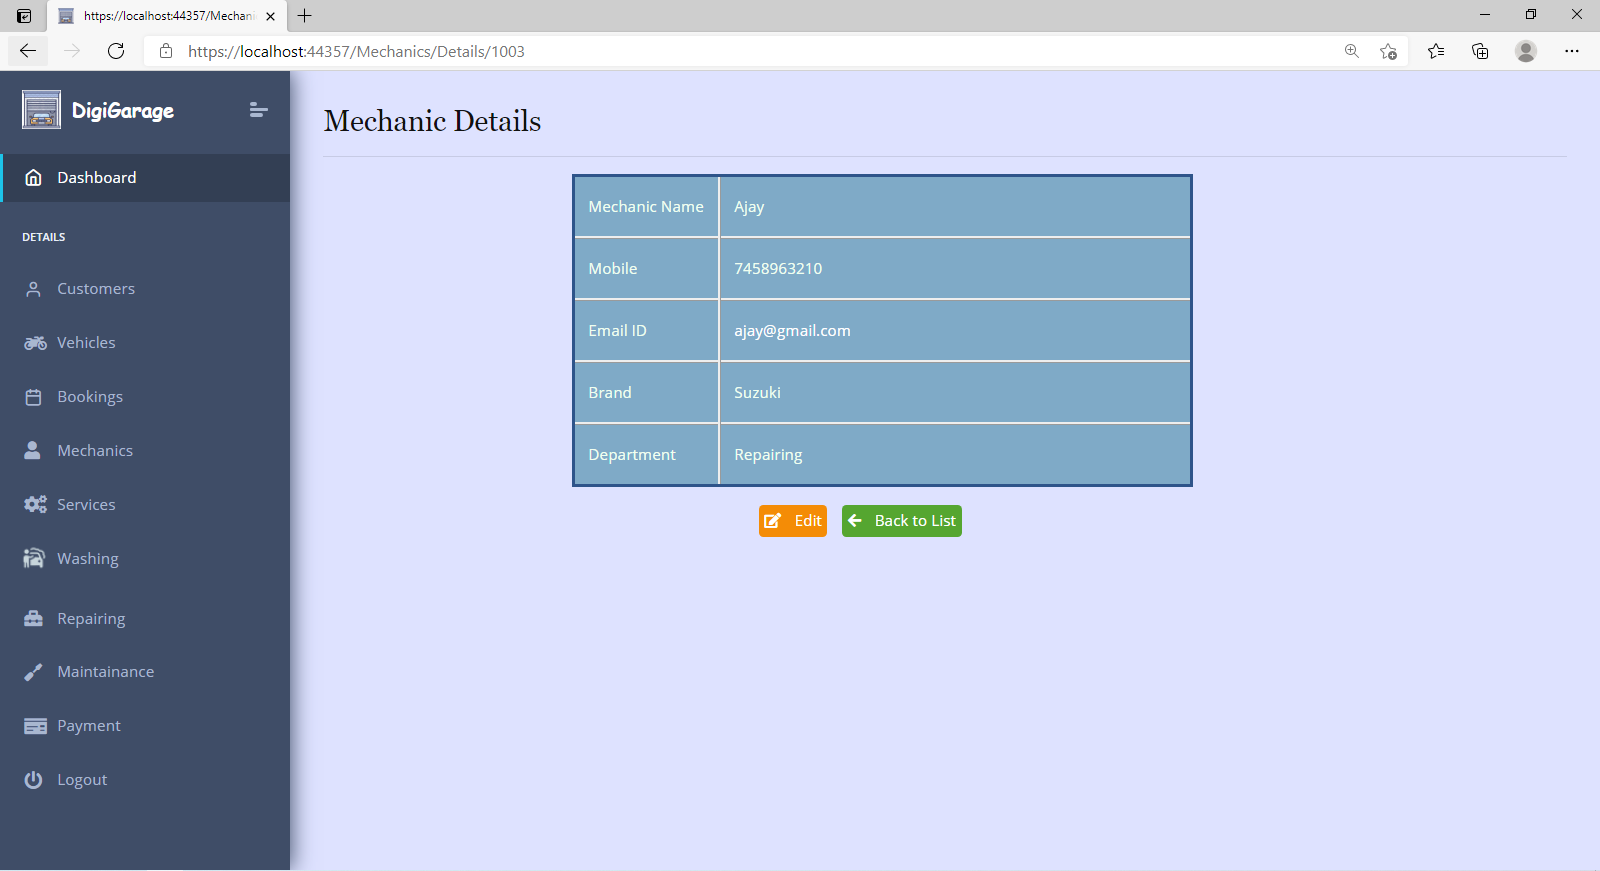 https://localhost:44357/Mechani
https://localhost:44357/Mechanics/Details/1003
DigiGarage
Dashboard
DETAILS
Customers
Vehicles
Bookings
Mechanics
Services
Washing
Repairing
Maintainance
Payment
Logout
Mechanic Details
Mechanic Name Ajay
Mobile 7458963210
Email ID ajay@gmail.com
Brand Suzuki
Department Repairing
Edit Back to List